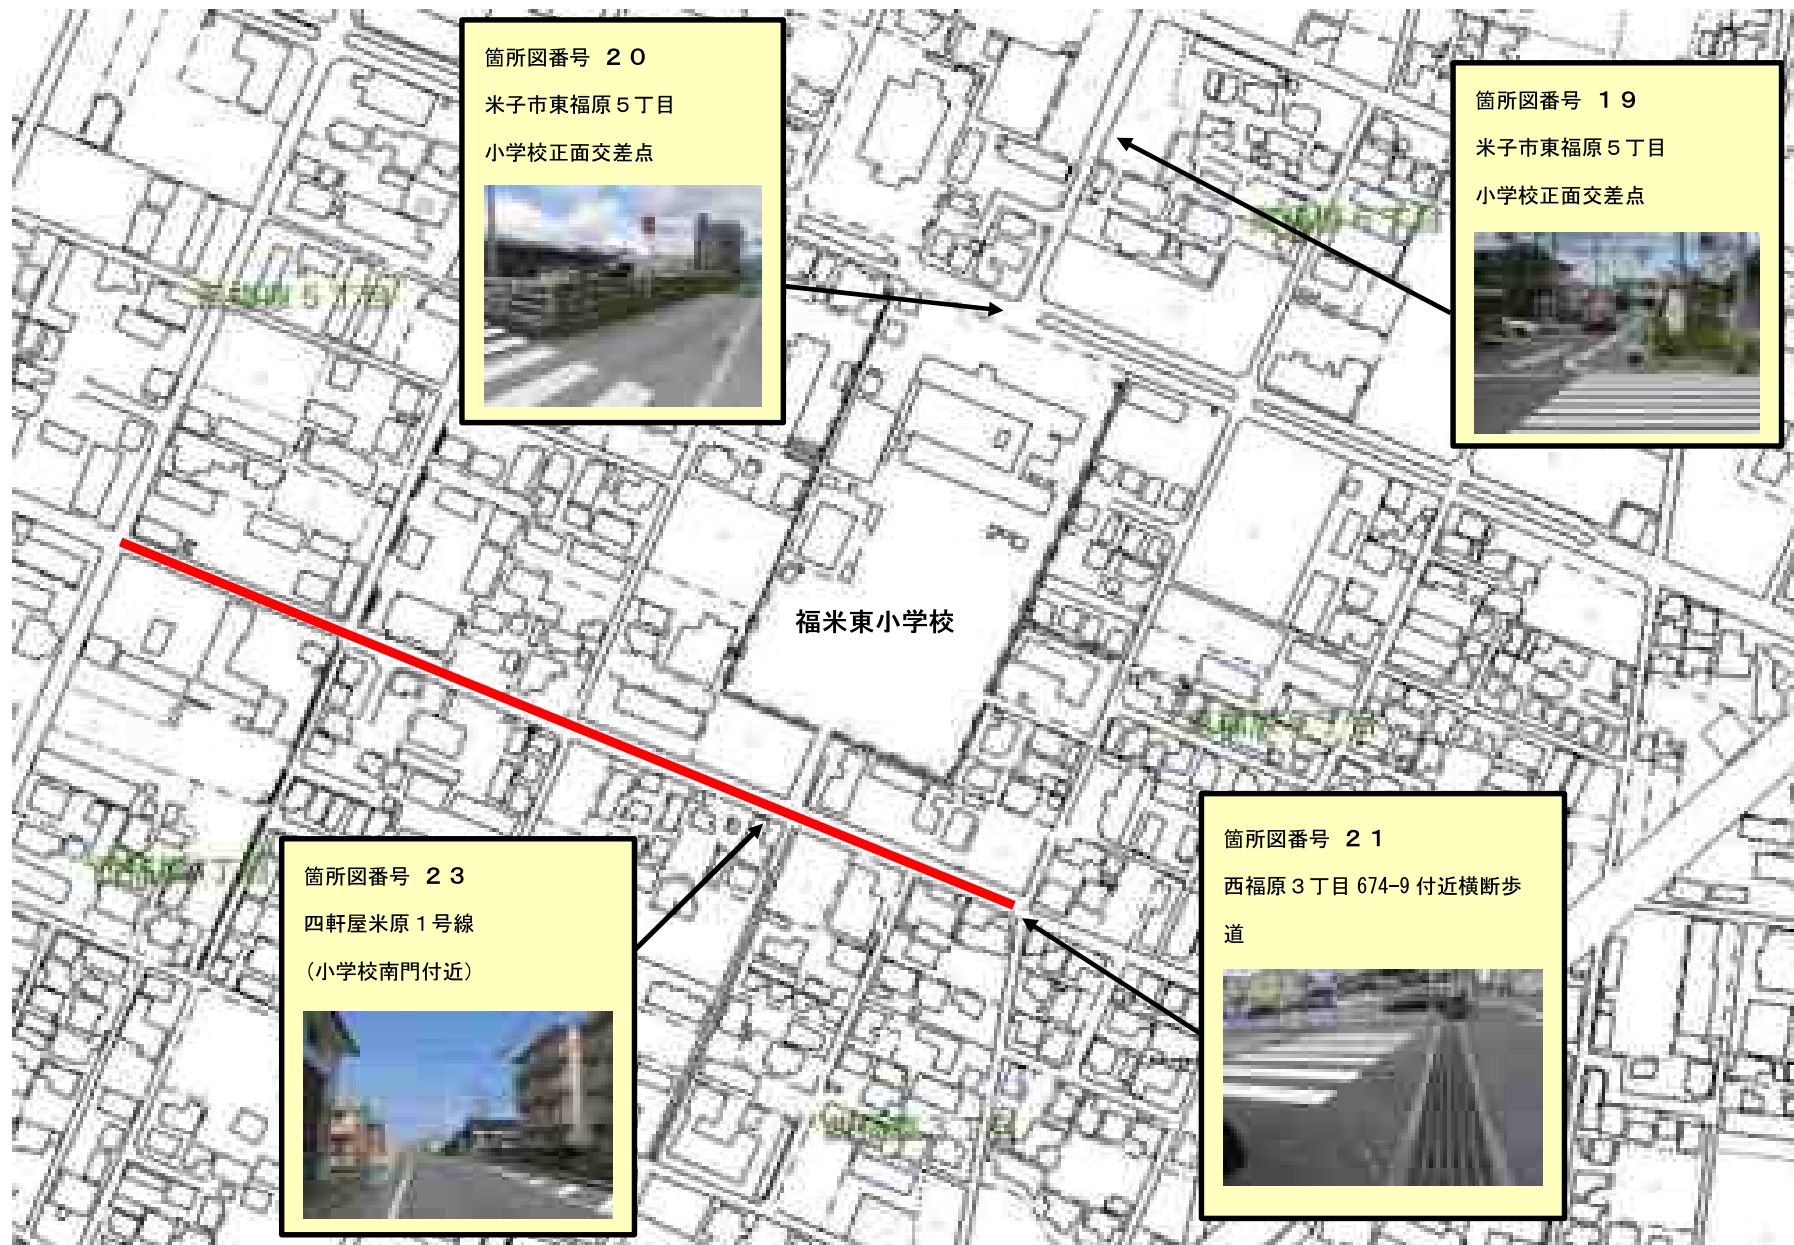 箇所図番号 20
米子市東福原5丁目
小学校正面交差点
箇所図番号 19
米子市東福原5丁目
小学校正面交差点
福米東小学校
箇所図番号 23
四軒屋米原1号線
(小学校南門付近)
箇所図番号 21
西福原3丁目 674-9 付近横断歩
道